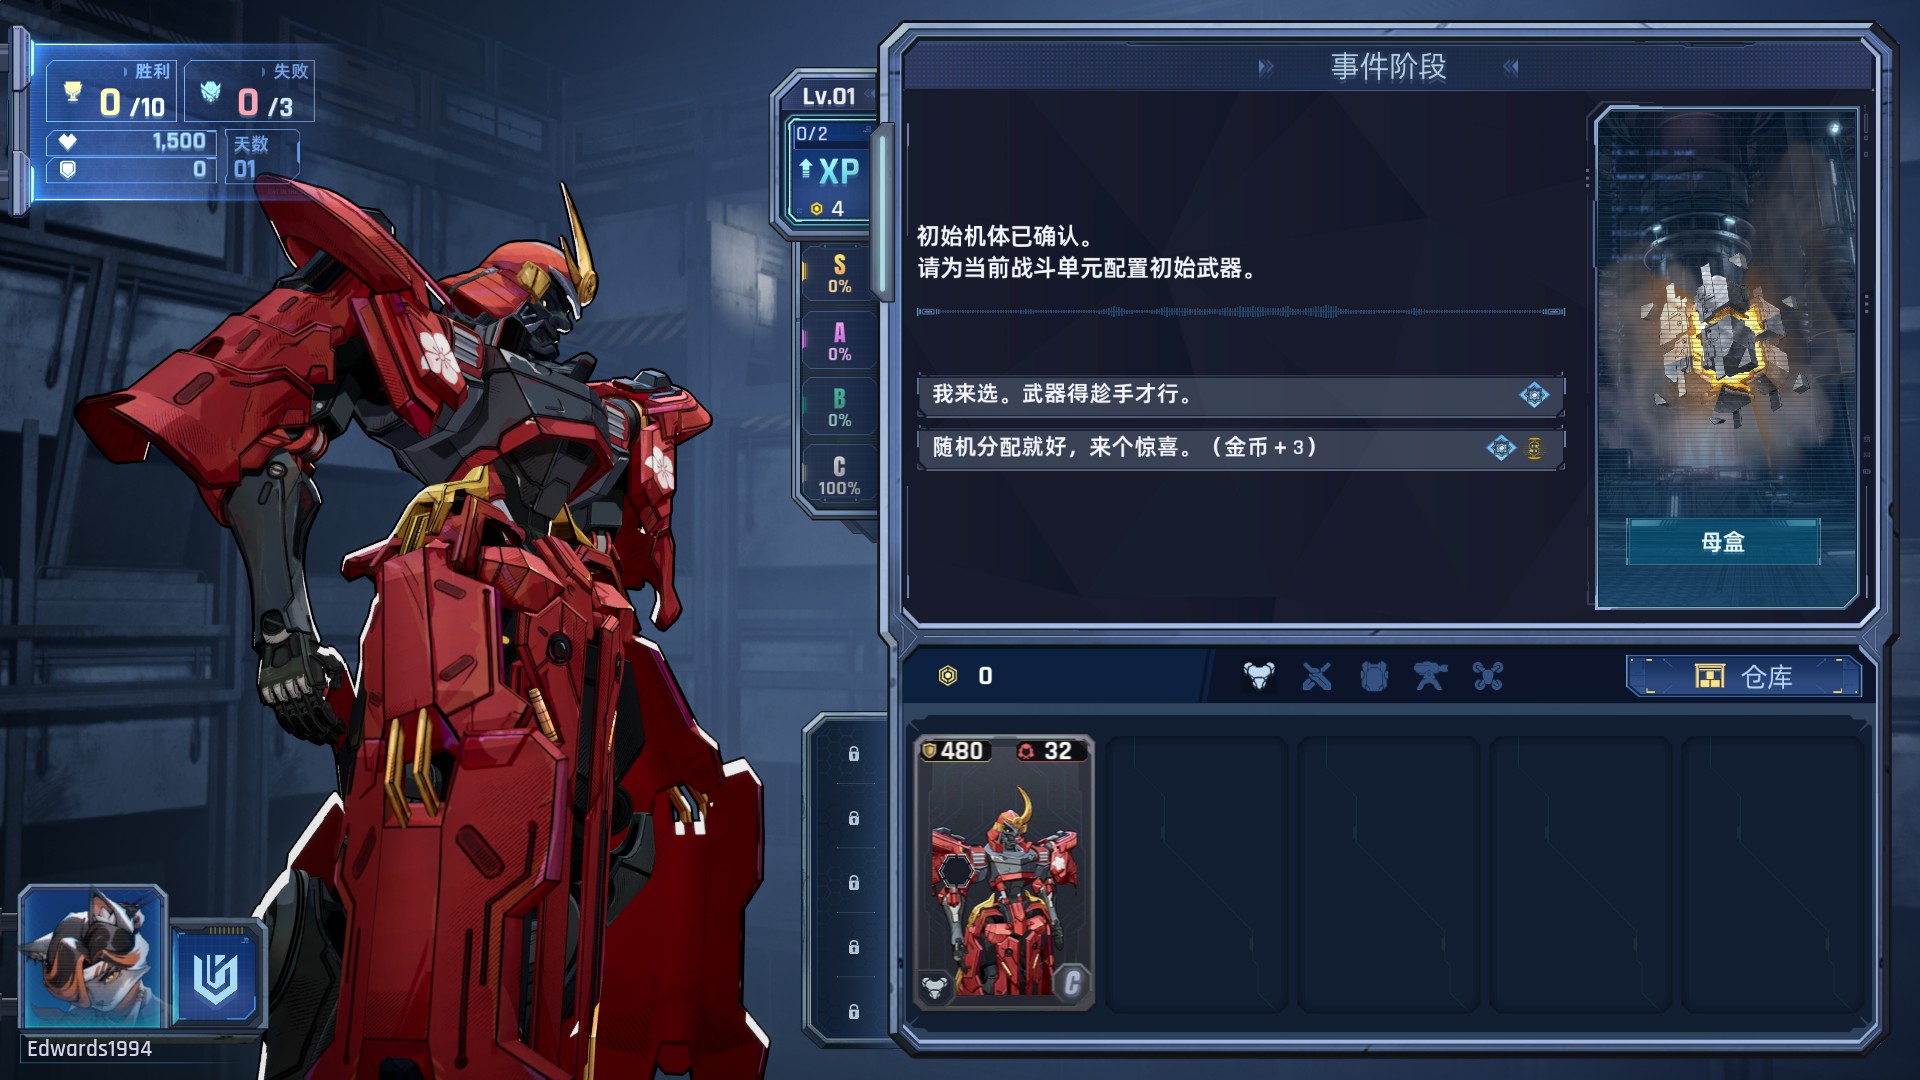 胜利
0 /10
失败
0 /3
1,500
0
天数
01
Lv.01
0/2
XP
4
S
0%
A
0%
B
0%
C
100%
事件阶段
初始机体已确认。
请为当前战斗单元配置初始武器。
我来选。武器得趁手才行。
随机分配就好，来个惊喜。（金币+3）
母盒
0
仓库
480
32
C
Edwards1994